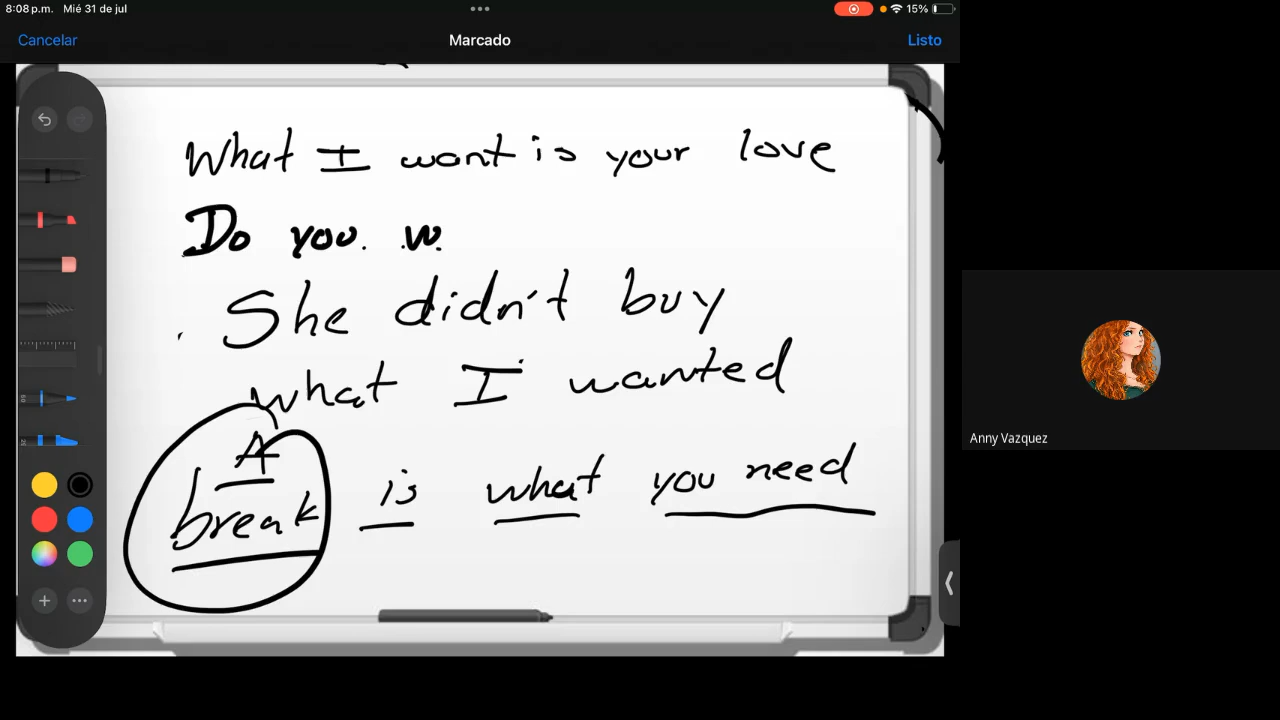 8:08 p.m. Mié 31 de jul
15%
Cancelar
Marcado
Listo
What I want is your love
Do you. w.
She didn't buy
what I wanted
A
break is what you need
Anny Vazquez